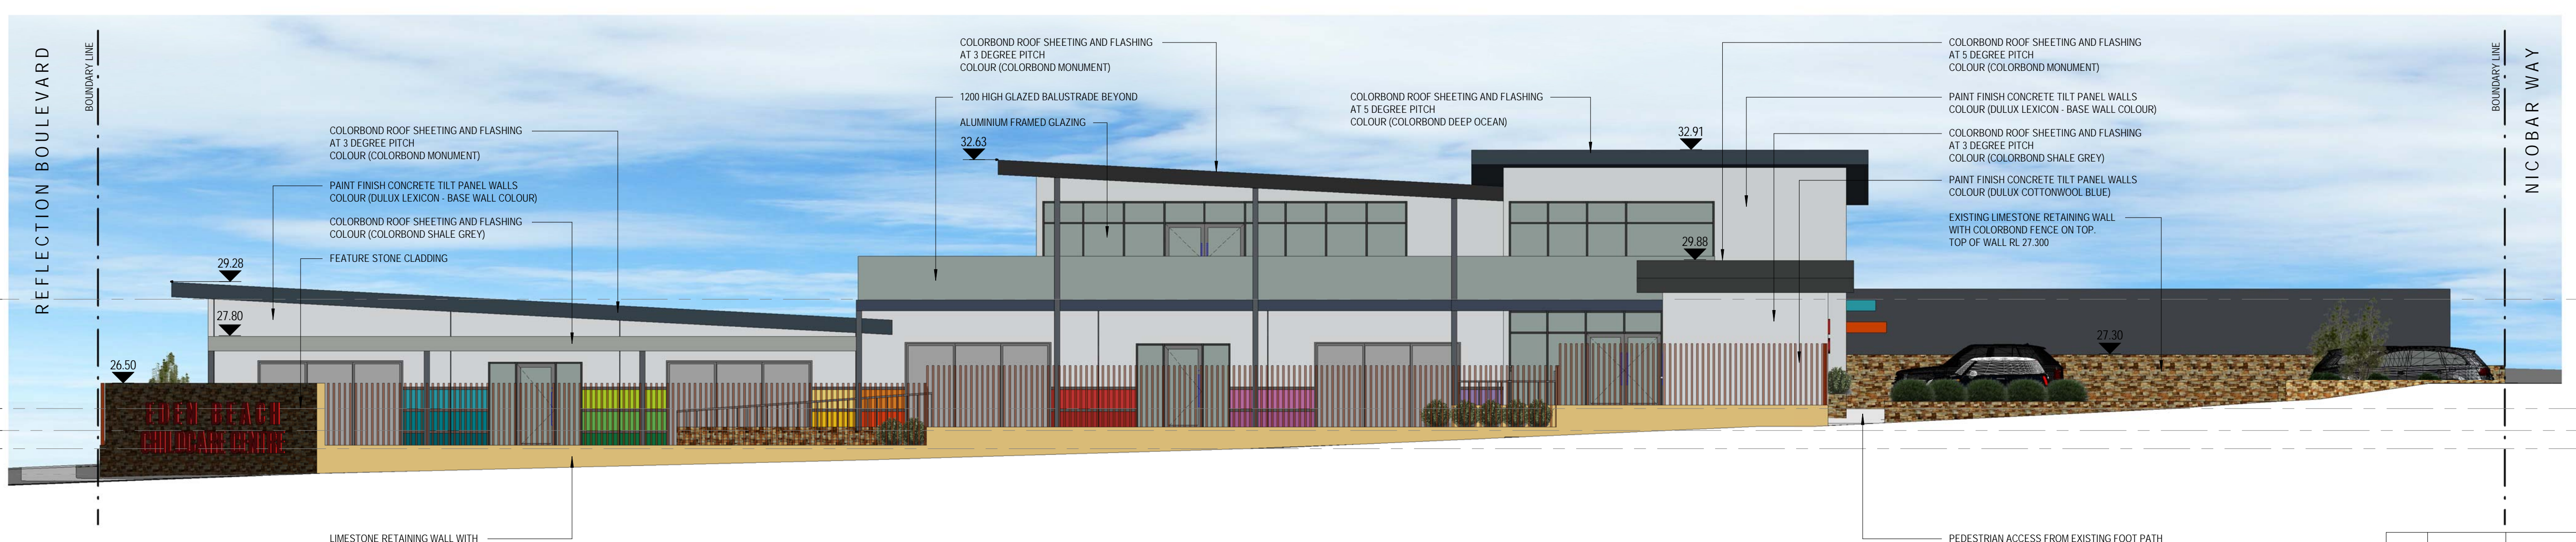 REFLECTION BOULEVARD
BOUNDARY LINE
COLORBOND ROOF SHEETING AND FLASHING
AT 3 DEGREE PITCH
COLOUR (COLORBOND MONUMENT)
PAINT FINISH CONCRETE TILT PANEL WALLS
COLOUR (DULUX LEXICON - BASE WALL COLOUR)
COLORBOND ROOF SHEETING AND FLASHING
COLOUR (COLORBOND SHALE GREY)
FEATURE STONE CLADDING
29.28
27.80
26.50
EDEN BEACH
CHILDCARE CENTRE
LIMESTONE RETAINING WALL WITH
COLORBOND ROOF SHEETING AND FLASHING
AT 3 DEGREE PITCH
COLOUR (COLORBOND MONUMENT)
1200 HIGH GLAZED BALUSTRADE BEYOND
ALUMINIUM FRAMED GLAZING
32.63
COLORBOND ROOF SHEETING AND FLASHING
AT 5 DEGREE PITCH
COLOUR (COLORBOND DEEP OCEAN)
32.91
29.88
COLORBOND ROOF SHEETING AND FLASHING
AT 5 DEGREE PITCH
COLOUR (COLORBOND MONUMENT)
PAINT FINISH CONCRETE TILT PANEL WALLS
COLOUR (DULUX LEXICON - BASE WALL COLOUR)
COLORBOND ROOF SHEETING AND FLASHING
AT 3 DEGREE PITCH
COLOUR (COLORBOND SHALE GREY)
PAINT FINISH CONCRETE TILT PANEL WALLS
COLOUR (DULUX COTTONWOOL BLUE)
EXISTING LIMESTONE RETAINING WALL
WITH COLORBOND FENCE ON TOP.
TOP OF WALL RL 27.300
27.30
PEDESTRIAN ACCESS FROM EXISTING FOOT PATH
BOUNDARY LINE
NICOBAR WAY